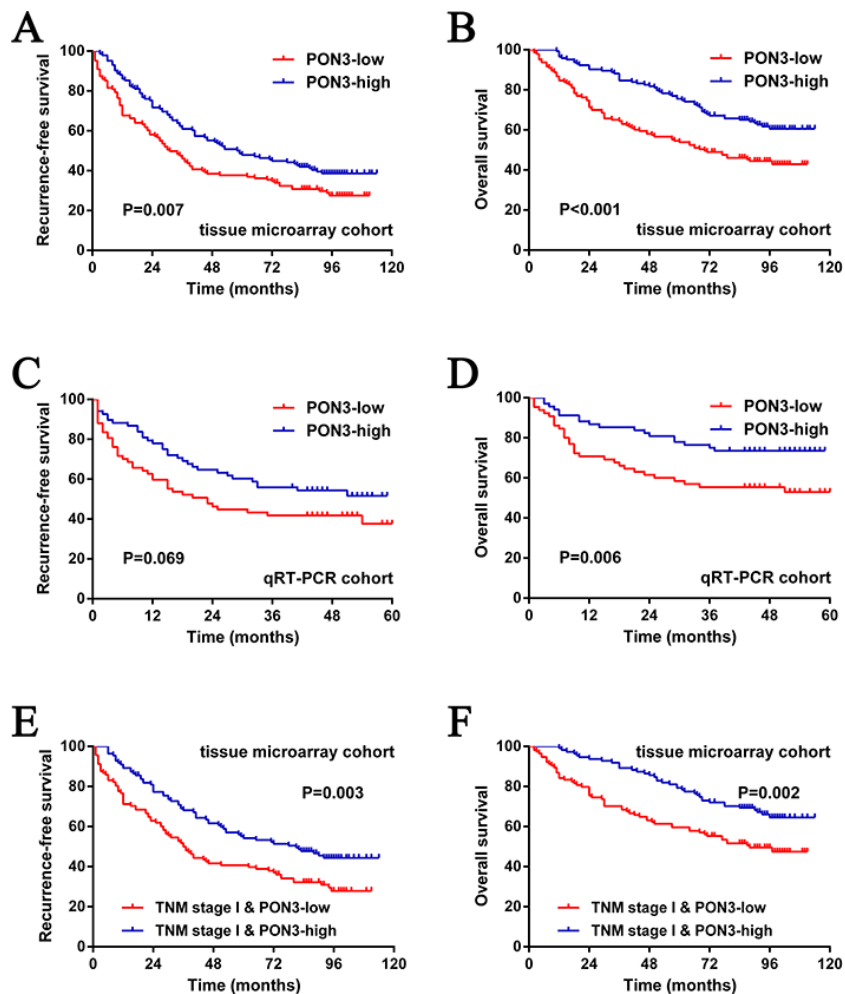 A
Recurrence-free survival
100
80
60
40
20
0
PON3-low
PON3-high
P=0.007
tissue microarray cohort
0 24 48 72 96 120
Time (months)
B
Overall survival
100
80
60
40
20
0
PON3-low
PON3-high
P<0.001
tissue microarray cohort
0 24 48 72 96 120
Time (months)
C
Recurrence-free survival
100
80
60
40
20
0
PON3-low
PON3-high
P=0.069
qRT-PCR cohort
0 12 24 36 48 60
Time (months)
D
Overall survival
100
80
60
40
20
0
PON3-low
PON3-high
P=0.006
qRT-PCR cohort
0 12 24 36 48 60
Time (months)
E
Recurrence-free survival
100
80
60
40
20
0
tissue microarray cohort
P=0.003
TNM stage I & PON3-low
TNM stage I & PON3-high
0 24 48 72 96 120
Time (months)
F
Overall survival
100
80
60
40
20
0
tissue microarray cohort
P=0.002
TNM stage I & PON3-low
TNM stage I & PON3-high
0 24 48 72 96 120
Time (months)